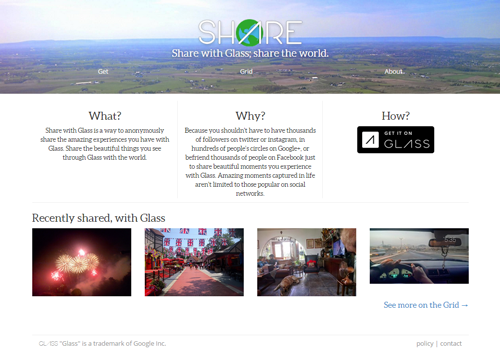 SHARE
Share with Glass; share the world.
Get Grid About
What?
Share with Glass is a way to anonymously
share the amazing experiences you have with
Glass. Share the beautiful things you see
through Glass with the world.
Why?
Because you shouldn't have to have thousands
of followers on twitter or instagram, in
hundreds of people's circles on Google+, or
befriend thousands of people on Facebook just
to share beautiful moments you experience
with Glass. Amazing moments captured in life
aren't limited to those popular on social
networks.
How?
GET IT ON
GLASS
Recently shared, with Glass
See more on the Grid →
"Glass" is a trademark of Google Inc.
policy | contact